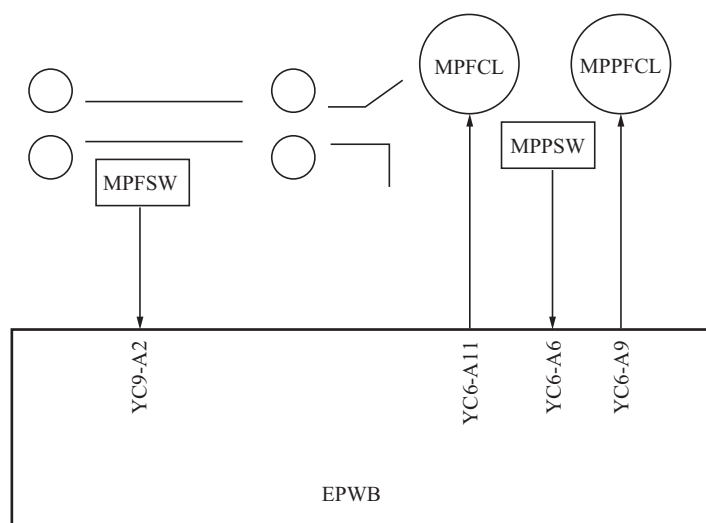 MPFCL
MPPFCL
MPPSW
MPFSW
YC9-A2
YC6-A11
YC6-A6
YC6-A9
EPWB